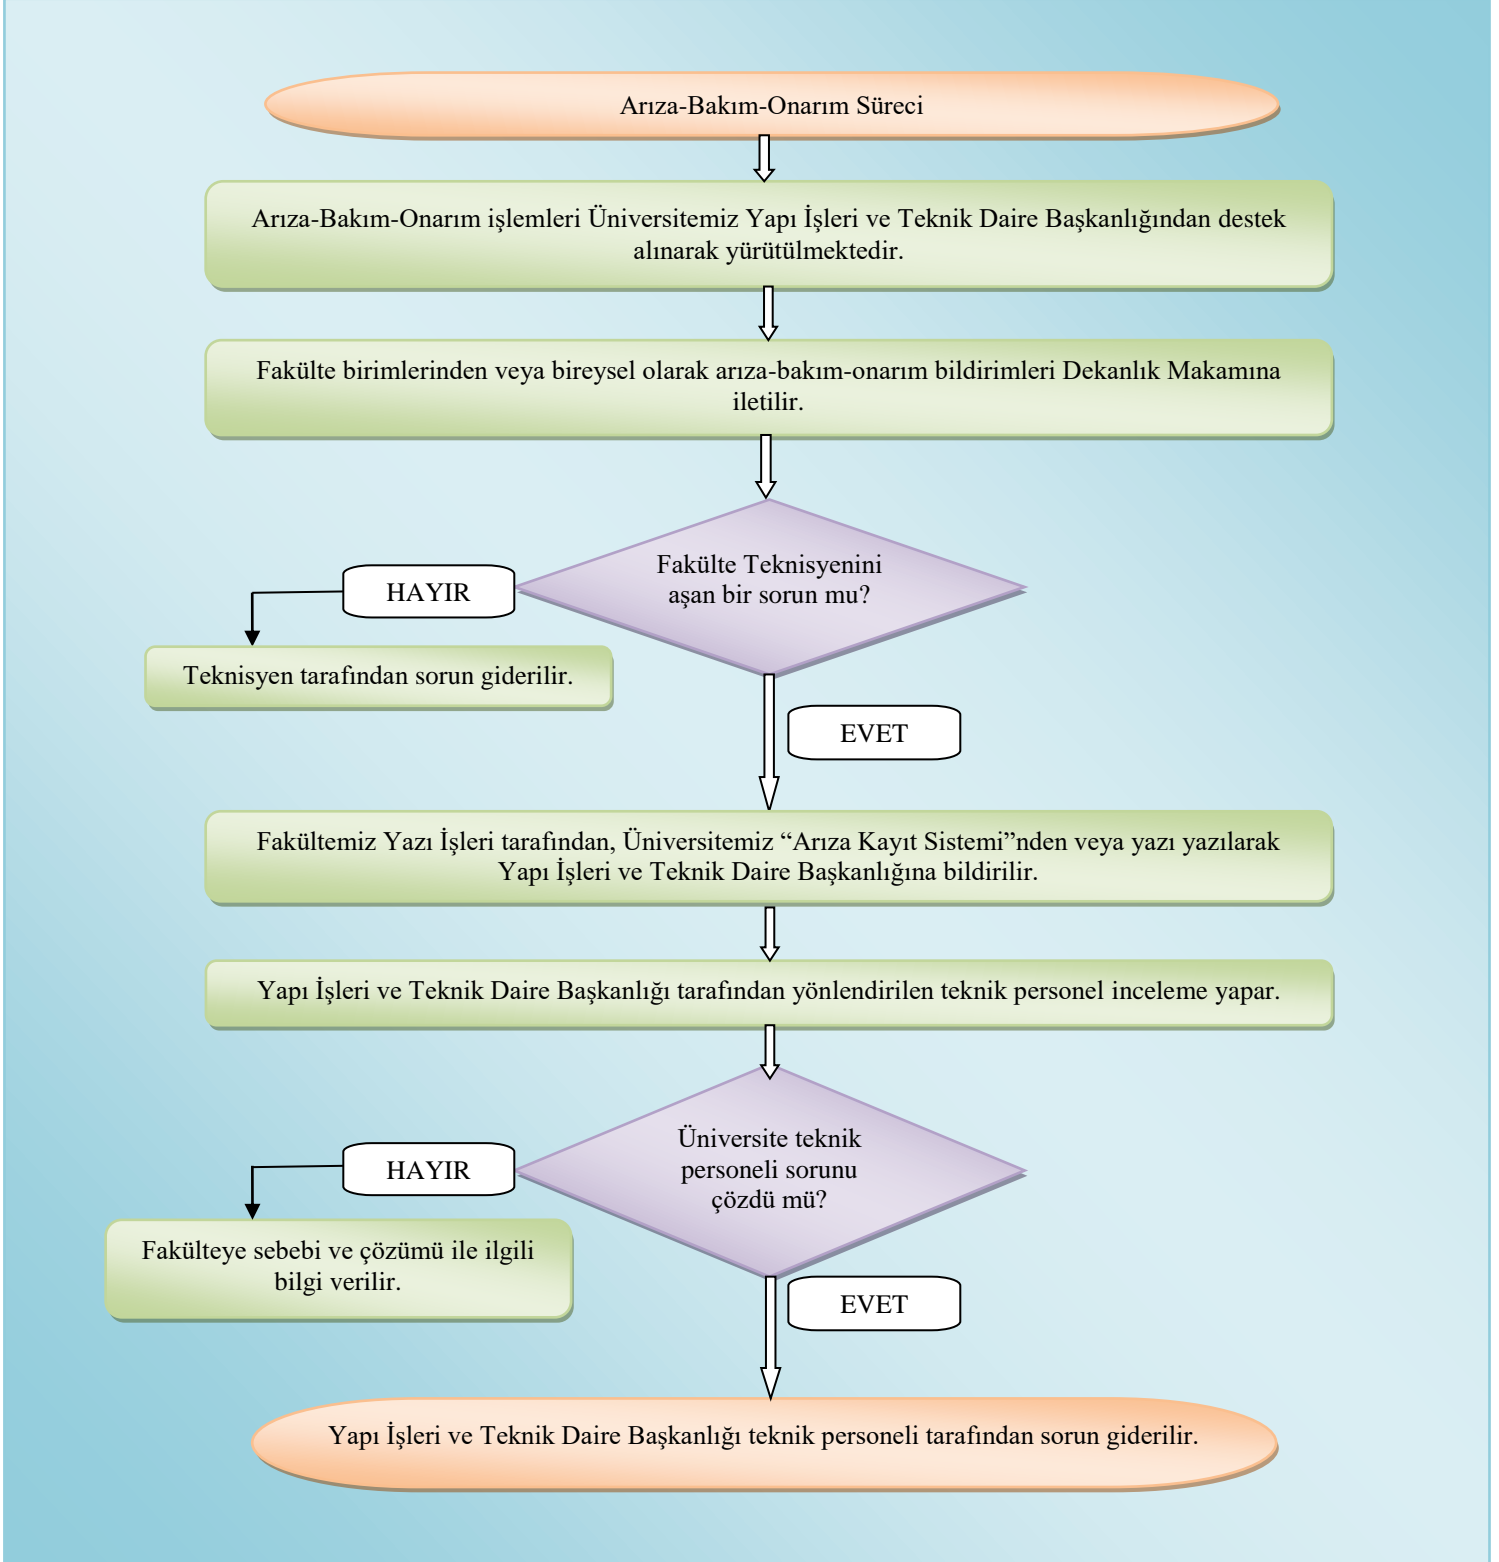 Arıza-Bakım-Onarım Süreci
Arıza-Bakım-Onarım işlemleri Üniversitemiz Yapı İşleri ve Teknik Daire Başkanlığından destek
alınarak yürütülmektedir.
Fakülte birimlerinden veya bireysel olarak arıza-bakım-onarım bildirimleri Dekanlık Makamına
iletilir.
Fakülte Teknisyenini
aşan bir sorun mu?
HAYIR
Teknisyen tarafından sorun giderilir.
EVET
Fakültemiz Yazı İşleri tarafından, Üniversitemiz “Arıza Kayıt Sistemi”nden veya yazı yazılarak
Yapı İşleri ve Teknik Daire Başkanlığına bildirilir.
Yapı İşleri ve Teknik Daire Başkanlığı tarafından yönlendirilen teknik personel inceleme yapar.
Üniversite teknik
personeli sorunu
çözdü mü?
HAYIR
Fakülteye sebebi ve çözümü ile ilgili
bilgi verilir.
EVET
Yapı İşleri ve Teknik Daire Başkanlığı teknik personeli tarafından sorun giderilir.